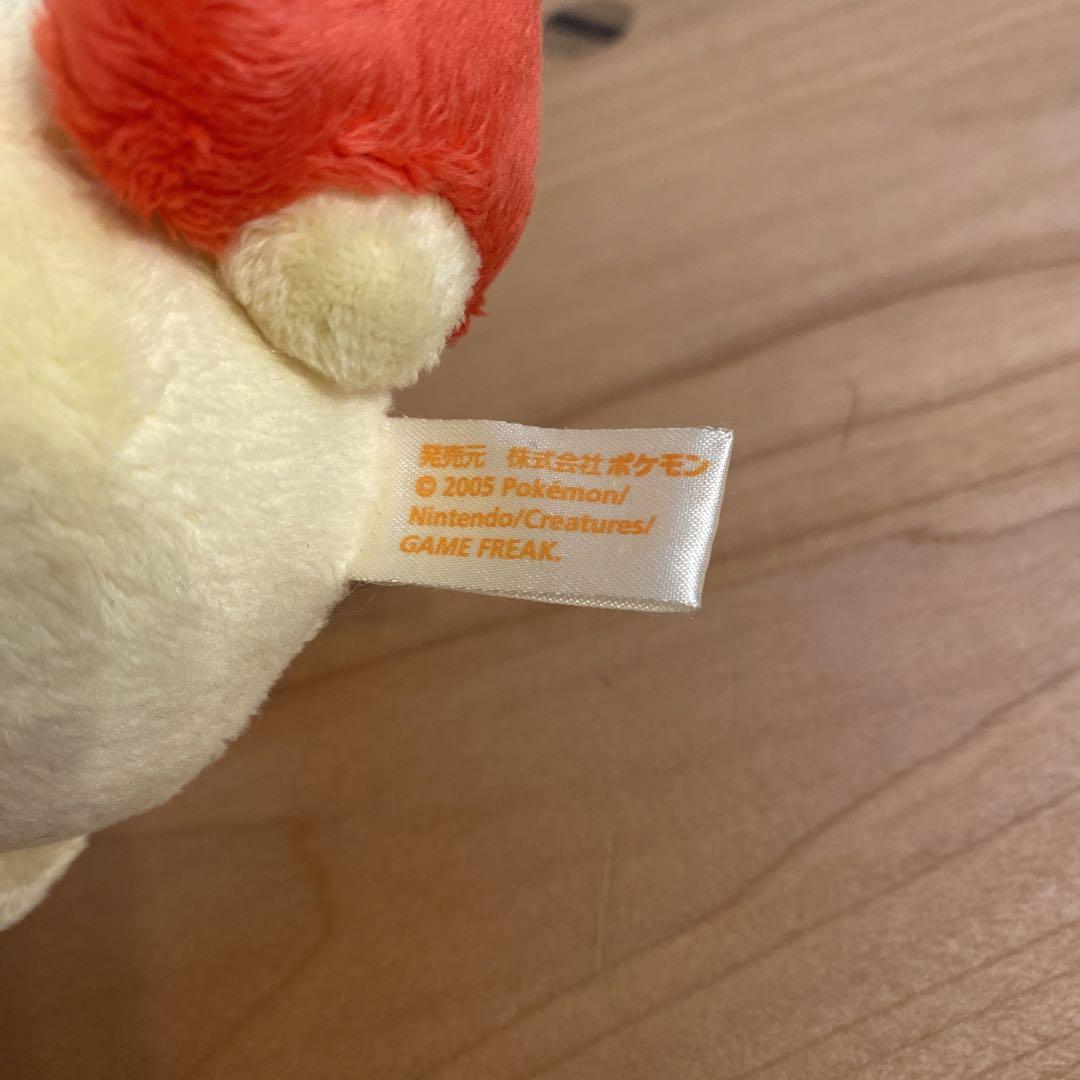 発売元 株式会社ポケモン
© 2005 Pokémon/
Nintendo/Creatures/
GAME FREAK.